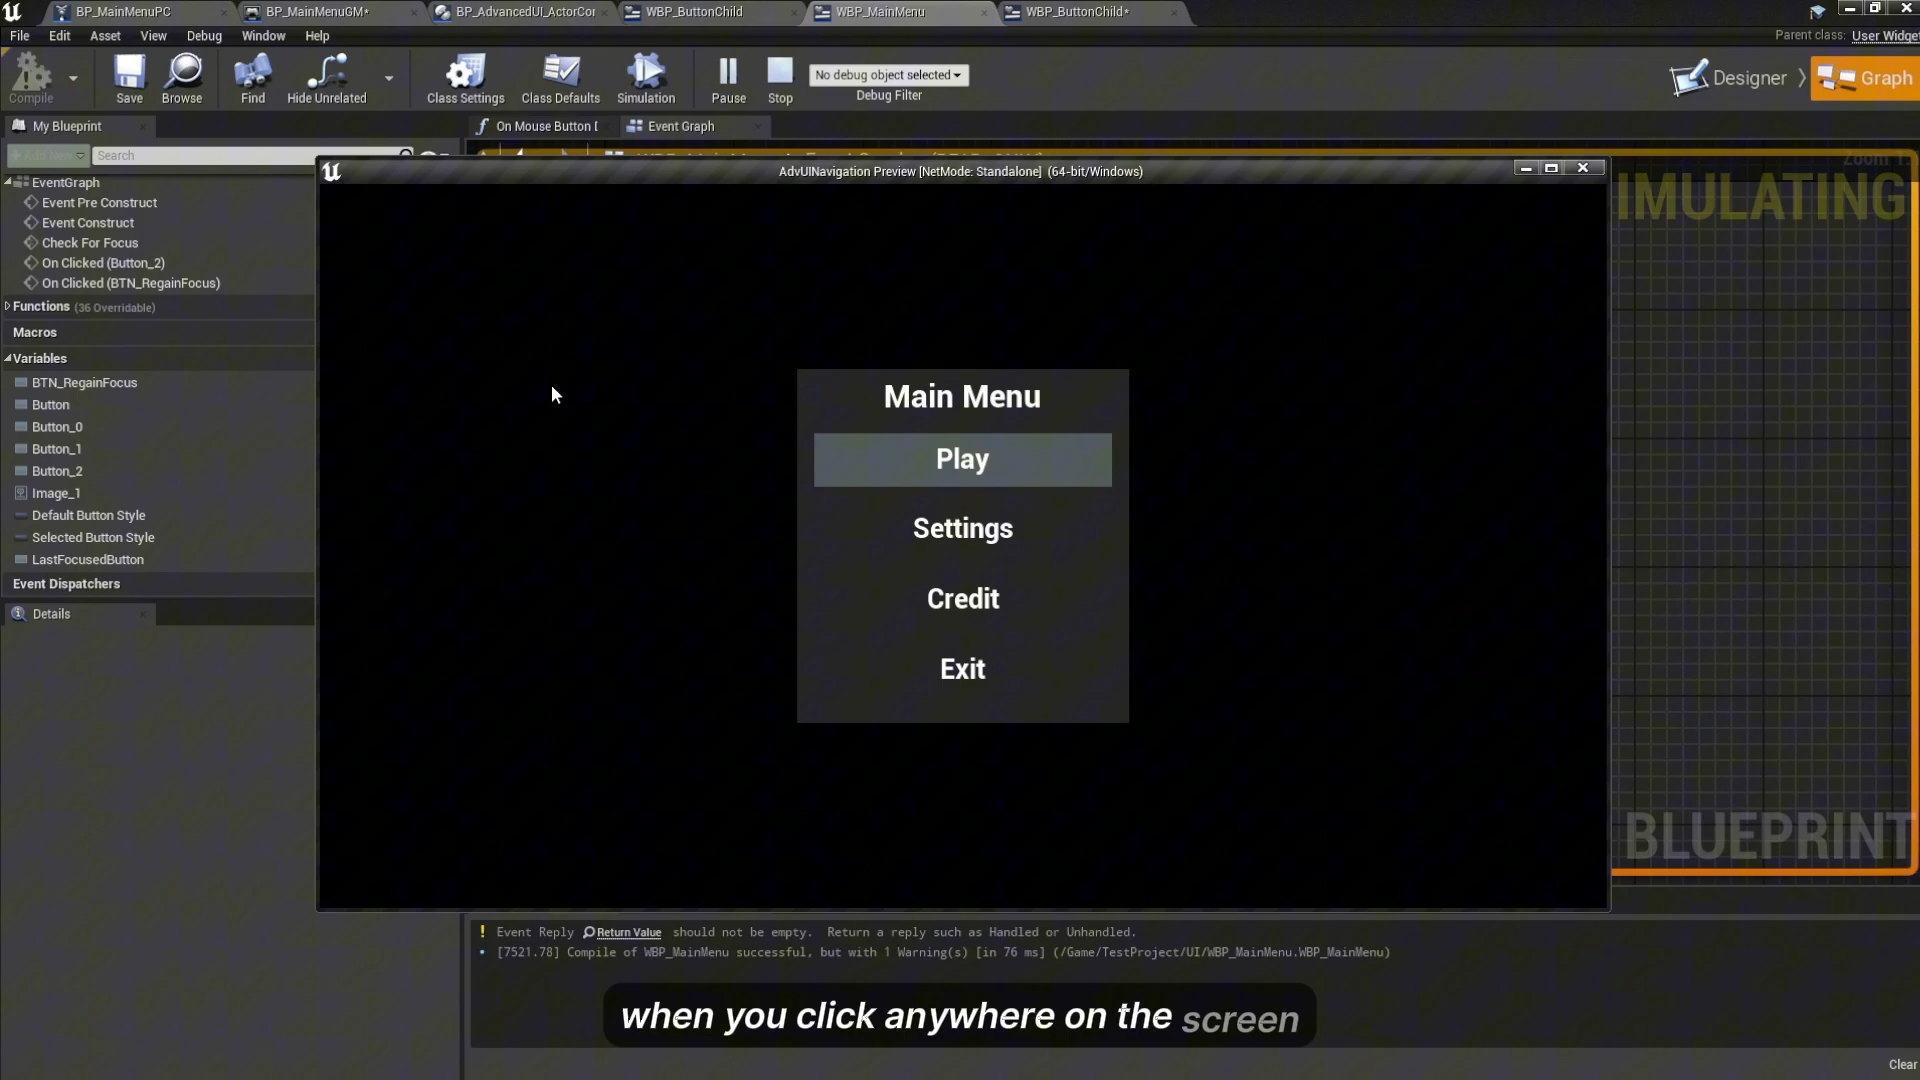 BP_MainMenuPC
BP_MainMenuGM*
BP_AdvancedUI_ActorCor
WBP_ButtonChild
WBP_MainMenu
WBP_ButtonChild*
File Edit Asset View Debug Window Help
Parent class: User Widget
Compile
Save
Browse
Find
Hide Unrelated
Class Settings
Class Defaults
Simulation
Pause
Stop
No debug object selected
Debug Filter
Designer
Graph
My Blueprint
On Mouse Button
Event Graph
Search
EventGraph
Event Pre Construct
Event Construct
Check For Focus
On Clicked (Button_2)
On Clicked (BTN_RegainFocus)
Functions (36 Overridable)
Macros
Variables
BTN_RegainFocus
Button
Button_0
Button_1
Button_2
Image_1
Default Button Style
Selected Button Style
LastFocusedButton
Event Dispatchers
Details
Zoom 1:
IMULATING
AdvUINavigation Preview [NetMode: Standalone] (64-bit/Windows)
Main Menu
Play
Settings
Credit
Exit
BLUEPRINT
Event Reply Return Value should not be empty. Return a reply such as Handled or Unhandled.
[7521.78] Compile of WBP_MainMenu successful, but with 1 Warning(s) [in 76 ms] (/Game/TestProject/UI/WBP_MainMenu.WBP_MainMenu)
when you click anywhere on the screen
Clear